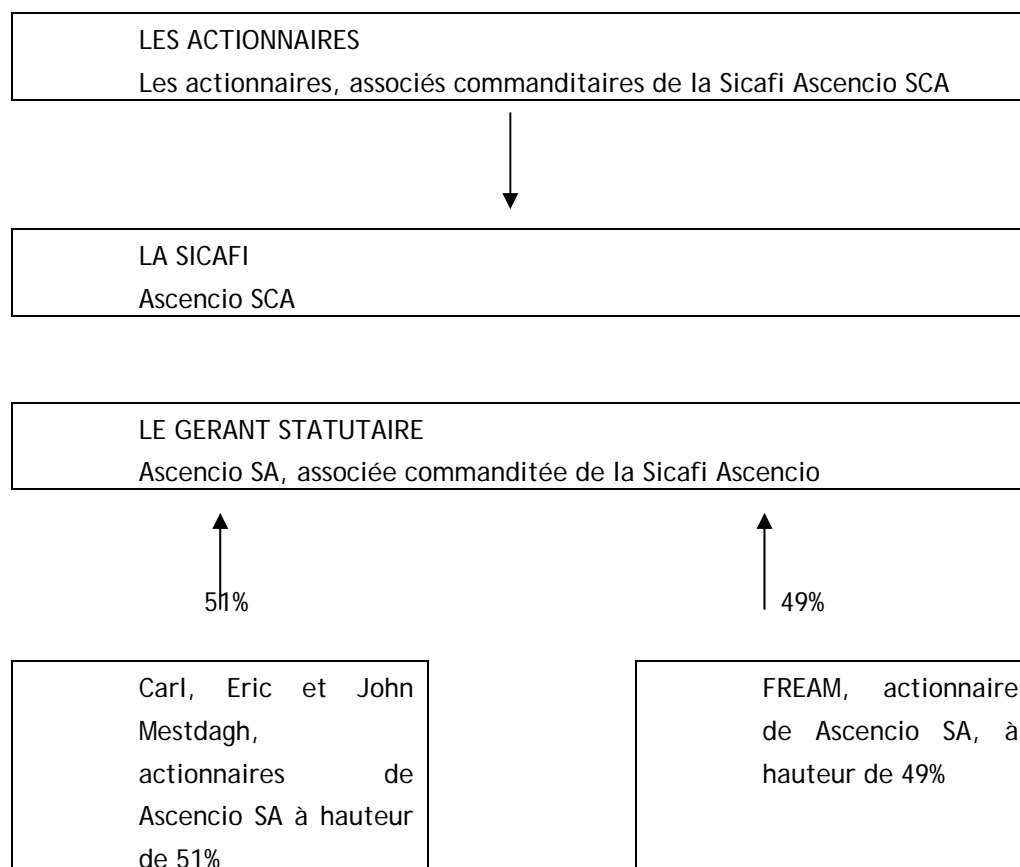 LES ACTIONNAIRES
Les actionnaires, associés commanditaires de la Sicafi Ascencio SCA
LA SICAFI
Ascencio SCA
LE GERANT STATUTAIRE
Ascencio SA, associée commanditée de la Sicafi Ascencio
51%
49%
Carl, Eric et John
Mestdagh,
actionnaires de
Ascencio SA à hauteur
de 51%
FREAM, actionnaire
de Ascencio SA, à
hauteur de 49%